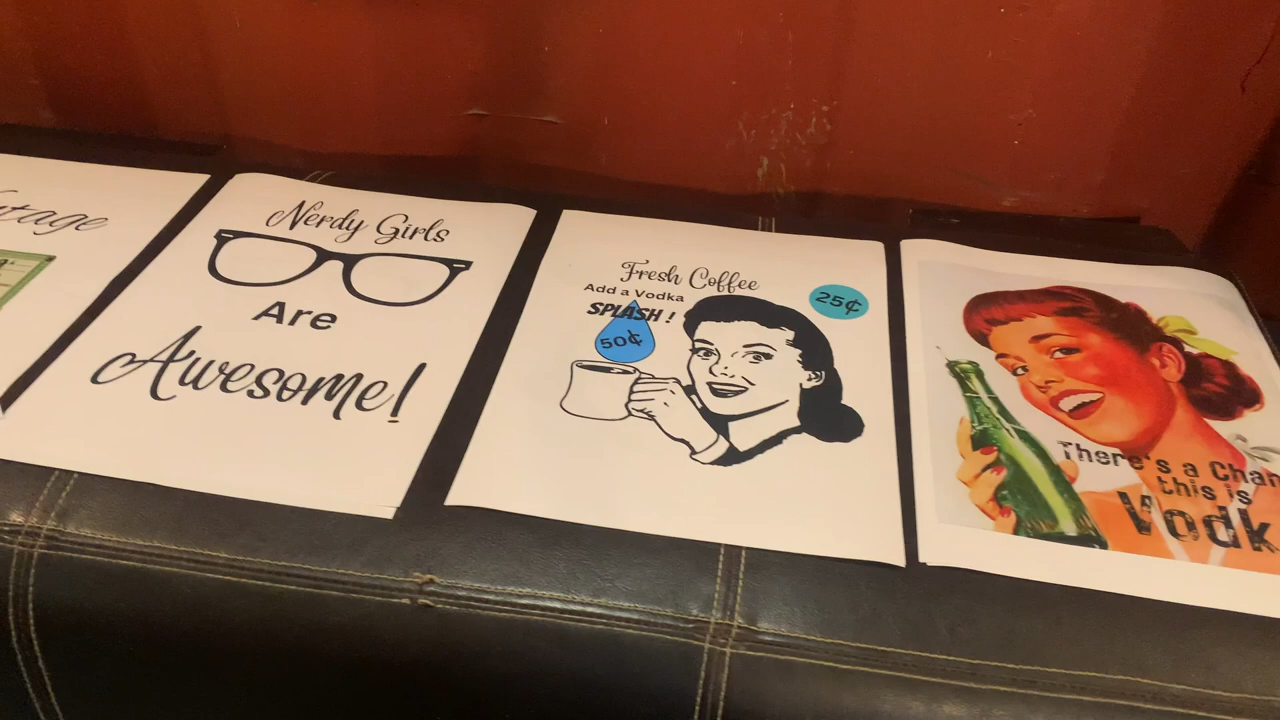 Nerdy Girls
Are
Awesome!
Fresh Coffee
Add a Vodka
SPLASH !
50¢
25¢
There's a
this is